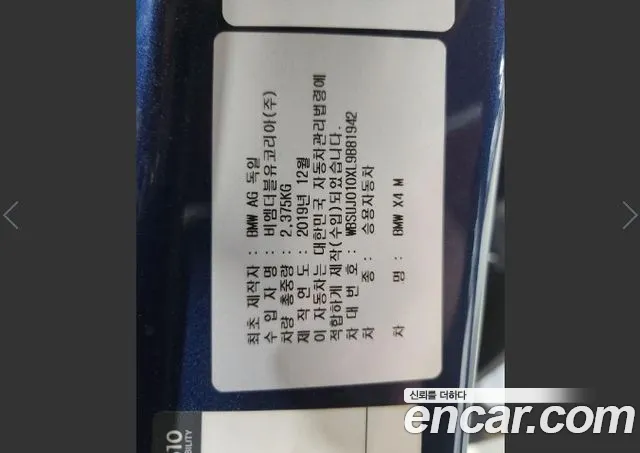 최초 제작자 : BMW AG 독일
수 입 자 명 : 비엠더블유코리아(주)
차량 총중량 : 2,375KG
제 작 연 도 : 2019년 12월
이 자동차는 대한민국 자동차관리법령에
적합하게 제작(수입)되었습니다.
차 대 번 호 : WBSUJ010XL9B81942
차 종 : 승용자동차
차 명 : BMW X4 M
510
BILITY
신뢰를 더하다
encar.com